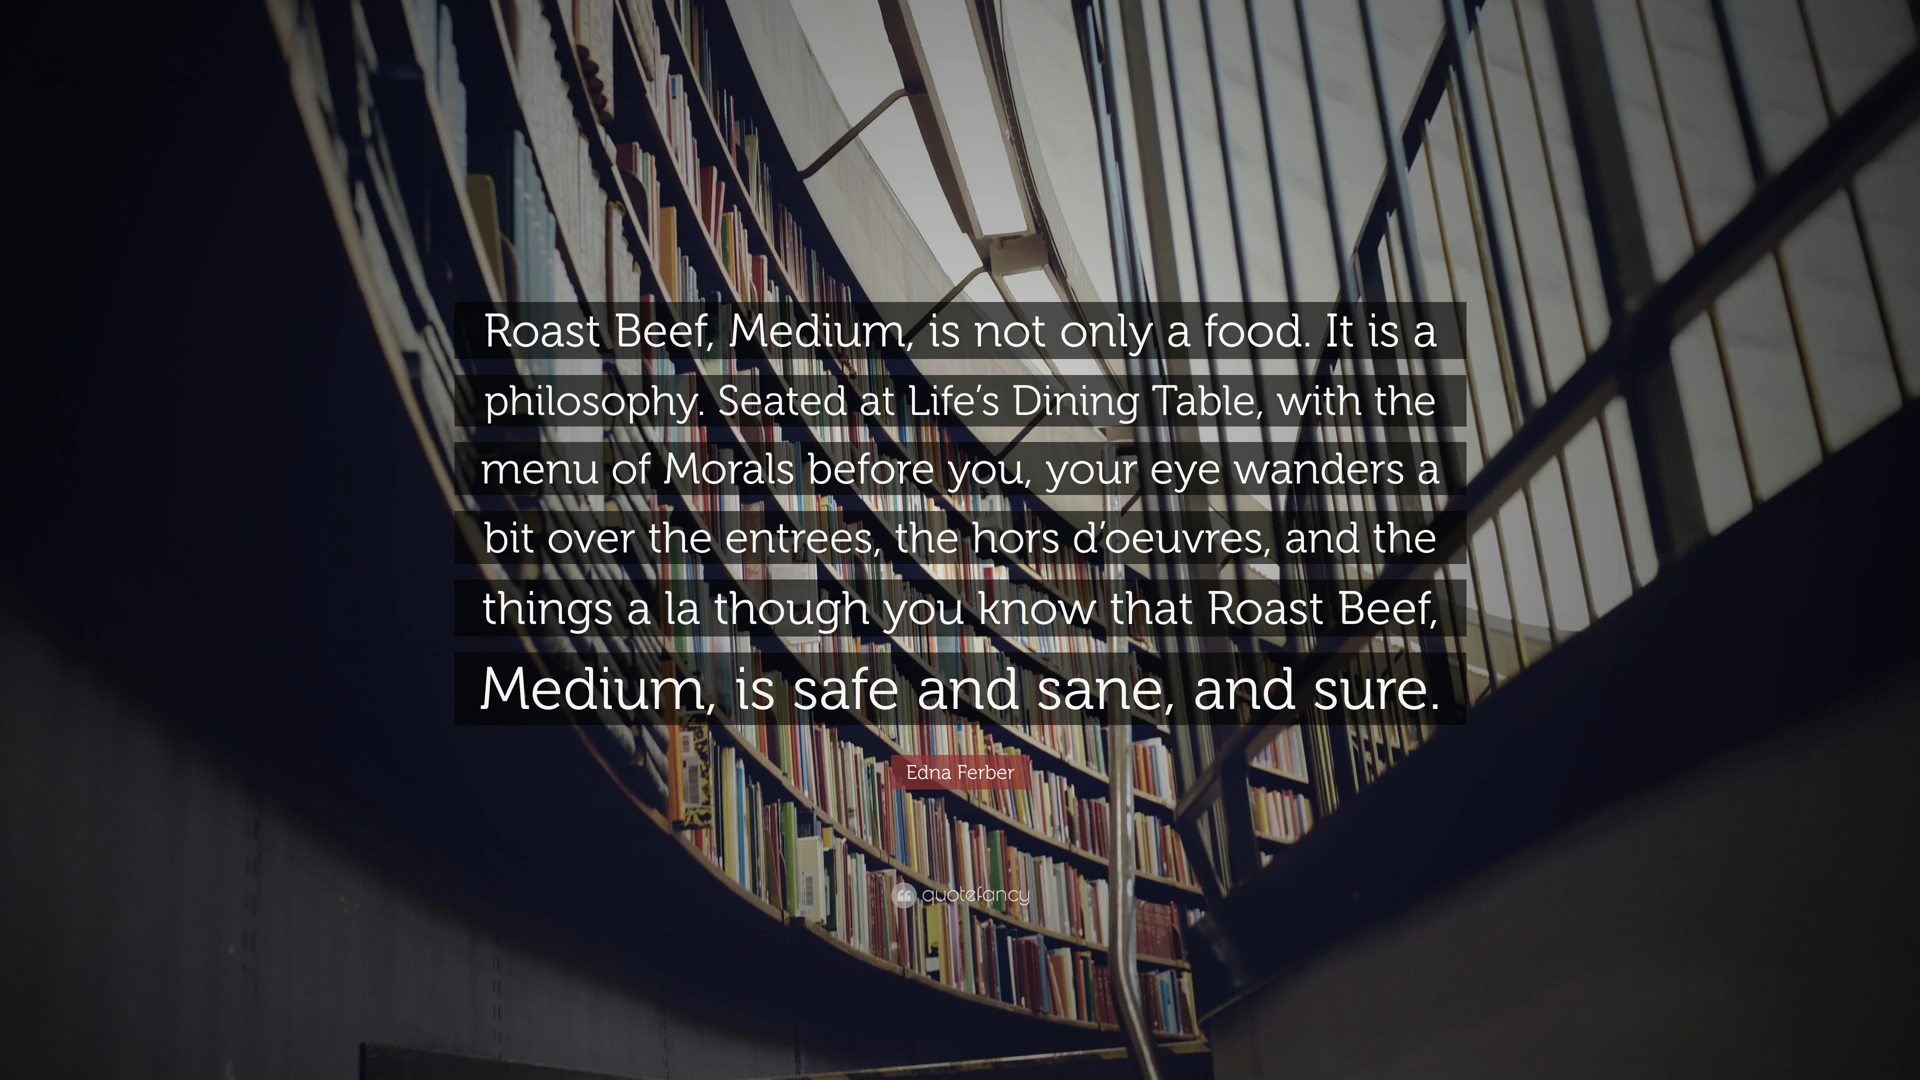 Roast Beef, Medium, is not only a food. It is a
philosophy. Seated at Life’s Dining Table, with the
menu of Morals before you, your eye wanders a
bit over the entrees, the hors d’oeuvres, and the
things a la though you know that Roast Beef,
Medium, is safe and sane, and sure.
Edna Ferber
quotefancy